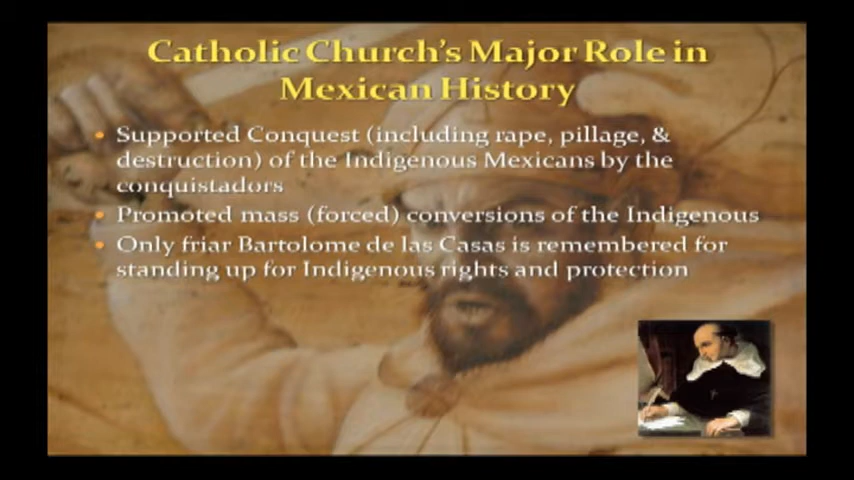 Catholic Church's Major Role in
Mexican History
• Supported Conquest (including rape, pillage, &
destruction) of the Indigenous Mexicans by the
conquistadors
• Promoted mass (forced) conversions of the Indigenous
• Only friar Bartolome de las Casas is remembered for
standing up for Indigenous rights and protection